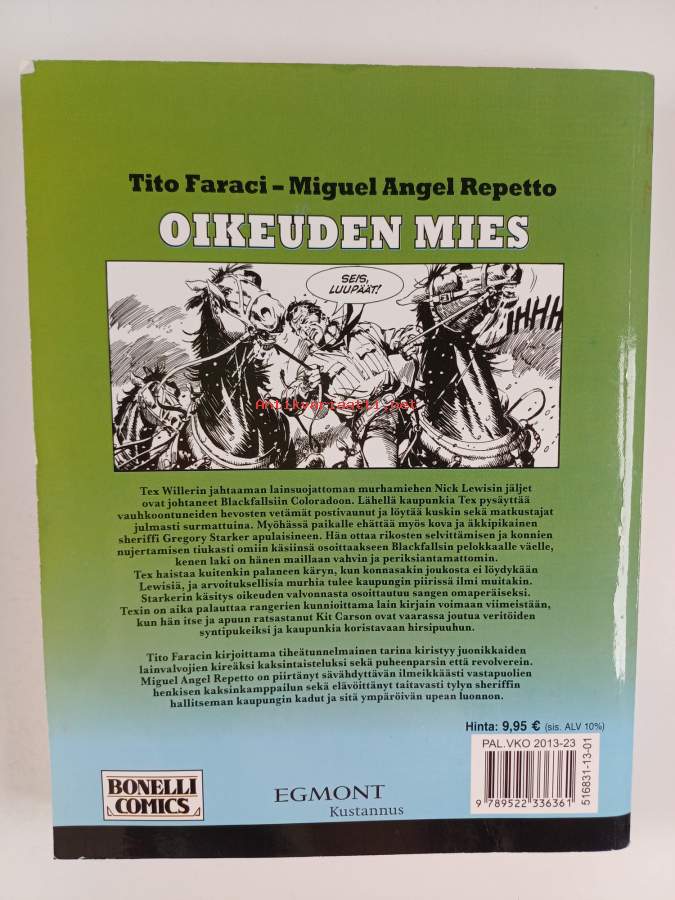 Tito Faraci – Miguel Angel Repetto
OIKEUDEN MIES
SEIS,
LUUPÄÄT!
Antikvariaatti.net
Tex Willerin jahtaaman lainsuojattoman murhamiehen Nick Lewisin jäljet
ovat johtaneet Blackfallsiin Coloradoon. Lähellä kaupunkia Tex pysäyttää
vauhkoontuneiden hevosten vetämät postivaunut ja löytää kuskin sekä matkustajat
julmasti surmattuina. Myöhässä paikalle ehättää myös kova ja äkkipikainen
sheriffi Gregory Starker apulaisineen. Hän ottaa rikosten selvittämisen ja konnien
nujertamisen tiukasti omiin käsiinsä osoittaakseen Blackfallsin pelokkaalle väelle,
kenen laki on hänen maillaan vahvin ja periksiantamattomin.
Tex haistaa kuitenkin palaneen käryn, kun konnasakin joukosta ei löydykään
Lewisiä, ja arvoituksellisia murhia tulee kaupungin piirissä ilmi muitakin.
Starkerin käsitys oikeuden valvonnasta osoittautuu sangen omaperäiseksi.
Texin on aika palauttaa rangerien kunnioittama lain kirjain voimaan viimeistään,
kun hän itse ja apuun ratsastanut Kit Carson ovat vaarassa joutua veritöiden
syntipukeiksi ja kaupunkia koristavaan hirsipuuhun.
Tito Faracin kirjoittama tiheätunnelmainen tarina kiristyy juonikkaiden
lainvalvojien kireäksi kaksintaisteluksi sekä puheenparsin että revolverein.
Miguel Angel Repetto on piirtänyt sävähdyttävän ilmeikkäästi vastapuolien
henkisen kaksinkamppailun sekä elävöittänyt taitavasti tylyn sheriffin
hallitseman kaupungin kadut ja sitä ympäröivän upean luonnon.
Hinta: 9,95 € (sis. ALV 10%)
PAL.VKO 2013-23
516831-13-01
9 789522 336361
BONELLI
COMICS
EGMONT
Kustannus